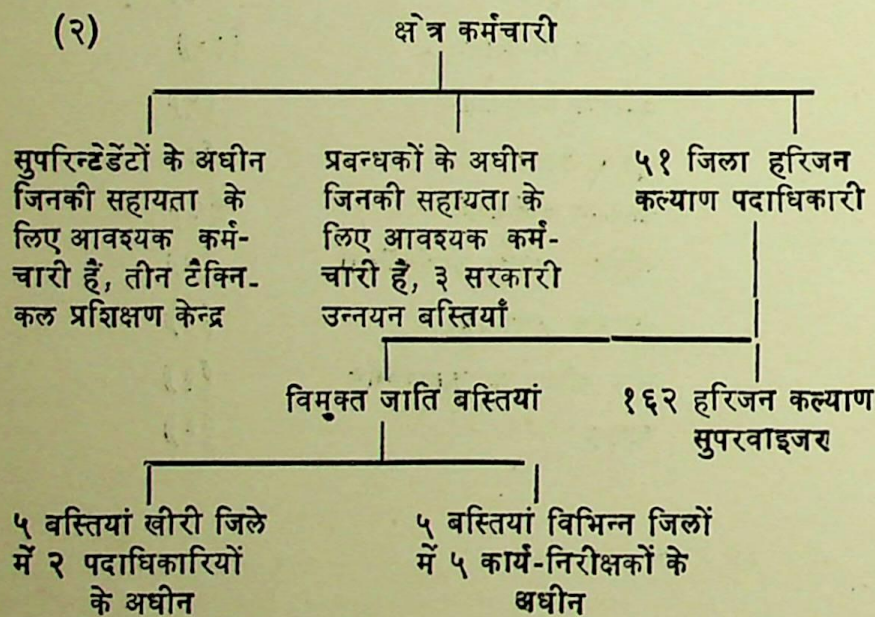 (२)
क्षेत्र कर्मचारी
सुपरिन्टेडेंटों के अधीन
जिनकी सहायता के
लिए आवश्यक कर्म-
चारी हैं, तीन टैक्नि-
कल प्रशिक्षण केन्द्र
प्रबन्धकों के अधीन
जिनकी सहायता के
लिए आवश्यक कर्म-
चारी हैं, ३ सरकारी
उन्नयन बस्तियाँ
५१ जिला हरिजन
कल्याण पदाधिकारी
विमुक्त जाति बस्तियां
१६२ हरिजन कल्याण
सुपरवाइजर
५ बस्तियां खीरी जिले
में २ पदाधिकारियों
के अधीन
५ बस्तियां विभिन्न जिलों
में ५ कार्य-निरीक्षकों के
अधीन